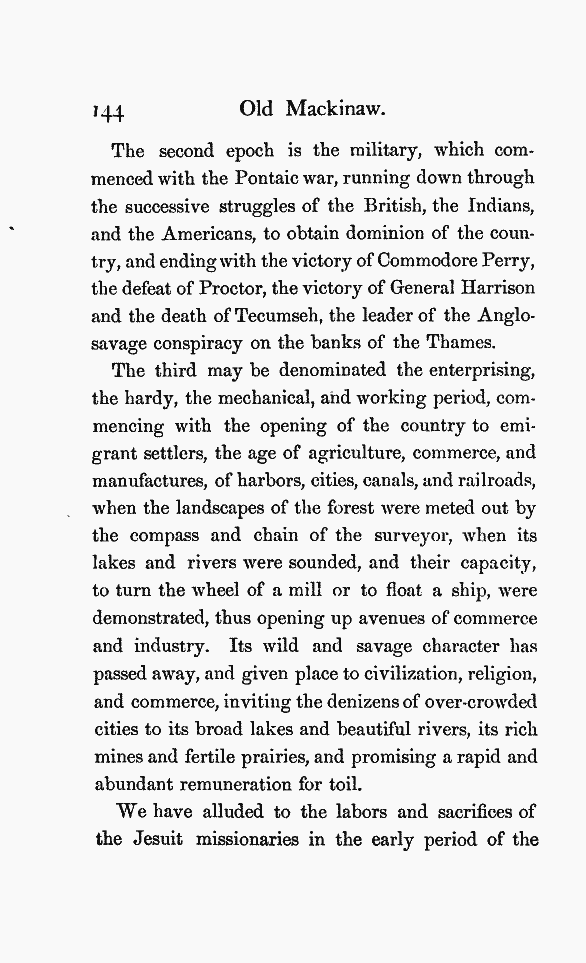 144 Old Mackinaw.
The second epoch is the military, which com-
menced with the Pontaic war, running down through
the successive struggles of the British, the Indians,
and the Americans, to obtain dominion of the coun-
try, and ending with the victory of Commodore Perry,
the defeat of Proctor, the victory of General Harrison
and the death of Tecumseh, the leader of the Anglo-
savage conspiracy on the banks of the Thames.
The third may be denominated the enterprising,
the hardy, the mechanical, and working period, com-
mencing with the opening of the country to emi-
grant settlers, the age of agriculture, commerce, and
manufactures, of harbors, cities, canals, and railroads,
when the landscapes of the forest were meted out by
the compass and chain of the surveyor, when its
lakes and rivers were sounded, and their capacity,
to turn the wheel of a mill or to float a ship, were
demonstrated, thus opening up avenues of commerce
and industry. Its wild and savage character has
passed away, and given place to civilization, religion,
and commerce, inviting the denizens of over-crowded
cities to its broad lakes and beautiful rivers, its rich
mines and fertile prairies, and promising a rapid and
abundant remuneration for toil.
We have alluded to the labors and sacrifices of
the Jesuit missionaries in the early period of the